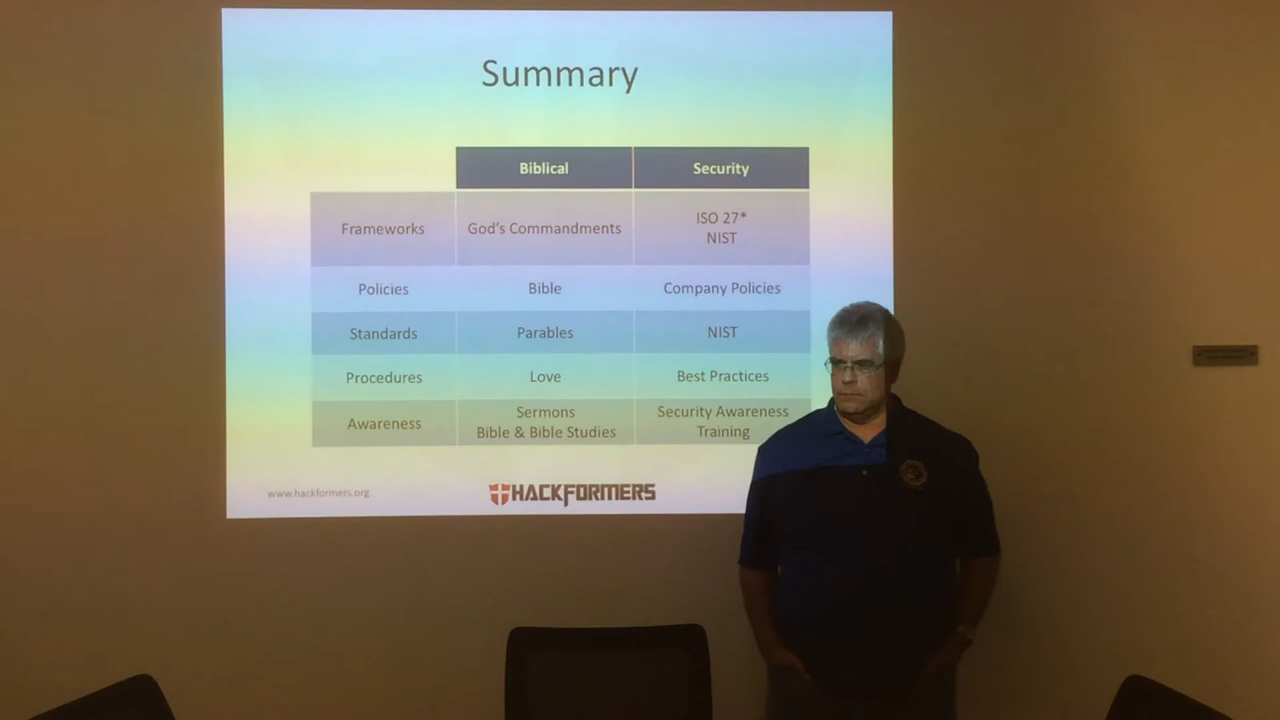 Summary
Biblical Security
Frameworks God's Commandments ISO 27*
NIST
Policies Bible Company Policies
Standards Parables NIST
Procedures Love Best Practices
Awareness Sermons Security Awareness
Bible & Bible Studies Training
www.hackformers.org HACKFORMERS